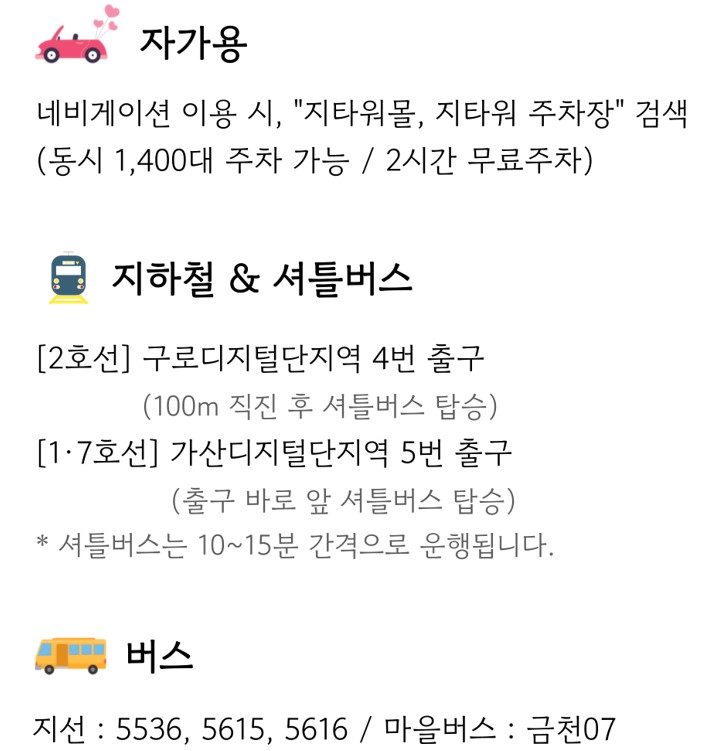 자가용
네비게이션 이용 시, "지타워몰, 지타워 주차장" 검색
(동시 1,400대 주차 가능 / 2시간 무료주차)
지하철 & 셔틀버스
[2호선] 구로디지털단지역 4번 출구
(100m 직진 후 셔틀버스 탑승)
[1·7호선] 가산디지털단지역 5번 출구
(출구 바로 앞 셔틀버스 탑승)
* 셔틀버스는 10~15분 간격으로 운행됩니다.
버스
지선 : 5536, 5615, 5616 / 마을버스 : 금천07